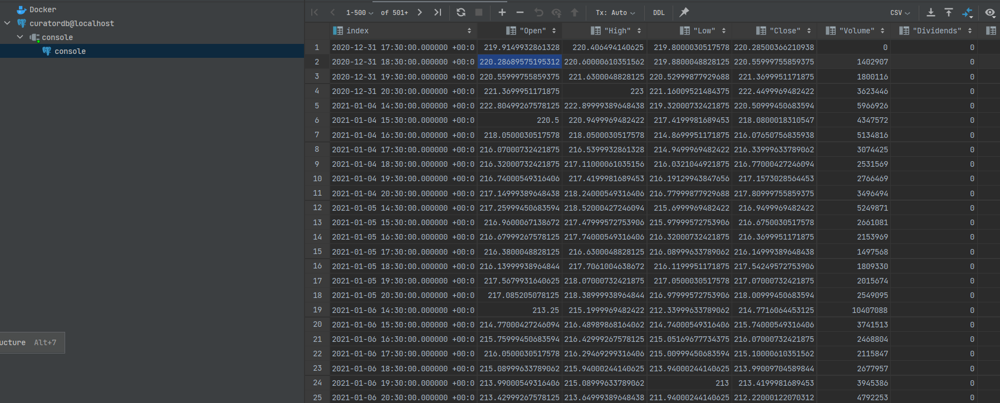 Docker
curatordb@localhost
console
console
ucture Alt+7
1-500 of 501+ Tx: Auto DDL CSV
index "Open" "High" "Low" "Close" "Volume" "Dividends"
1 2020-12-31 17:30:00.000000 +00:0 219.9149932861328 220.406494140625 219.8000030517578 220.28500366210938 0 0
2 2020-12-31 18:30:00.000000 +00:0 220.28689575195312 220.60000610351562 219.8800048828125 220.55999755859375 1402907 0
3 2020-12-31 19:30:00.000000 +00:0 220.55999755859375 221.6300048828125 220.52999877929688 221.3699951171875 1800116 0
4 2020-12-31 20:30:00.000000 +00:0 221.3699951171875 223 221.16009521484375 222.4499969482422 3623446 0
5 2021-01-04 14:30:00.000000 +00:0 222.80499267578125 222.89999389648438 219.32000732421875 220.50999450683594 5966926 0
6 2021-01-04 15:30:00.000000 +00:0 220.5 220.9499969482422 217.4199981689453 218.0800018310547 4347572 0
7 2021-01-04 16:30:00.000000 +00:0 218.0500030517578 218.0500030517578 214.8699951171875 216.07650756835938 5134816 0
8 2021-01-04 17:30:00.000000 +00:0 216.07000732421875 216.5399932861328 214.9499969482422 216.33999633789062 3074425 0
9 2021-01-04 18:30:00.000000 +00:0 216.32000732421875 217.11000061035156 216.0321044921875 216.77000427246094 2531569 0
10 2021-01-04 19:30:00.000000 +00:0 216.74000549316406 217.4199981689453 216.19129943847656 217.1573028564453 2766469 0
11 2021-01-04 20:30:00.000000 +00:0 217.14999389648438 218.24000549316406 216.77999877929688 217.80999755859375 3496494 0
12 2021-01-05 14:30:00.000000 +00:0 217.25999450683594 218.52000427246094 215.6999969482422 216.9499969482422 5249871 0
13 2021-01-05 15:30:00.000000 +00:0 216.9600067138672 217.47999572753906 215.97999572753906 216.6750030517578 2661081 0
14 2021-01-05 16:30:00.000000 +00:0 216.67999267578125 217.74000549316406 216.32000732421875 216.3699951171875 2153969 0
15 2021-01-05 17:30:00.000000 +00:0 216.3800048828125 216.6300048828125 216.08999633789062 216.14999389648438 1497568 0
16 2021-01-05 18:30:00.000000 +00:0 216.13999938964844 217.7061004638672 216.1199951171875 217.54249572753906 1809330 0
17 2021-01-05 19:30:00.000000 +00:0 217.5679931640625 218.07000732421875 217.0500030517578 217.07000732421875 2015674 0
18 2021-01-05 20:30:00.000000 +00:0 217.085205078125 218.38999938964844 216.97999572753906 218.00999450683594 2549095 0
19 2021-01-06 14:30:00.000000 +00:0 213.25 215.1999969482422 212.33999633789062 214.7716064453125 10407088 0
20 2021-01-06 15:30:00.000000 +00:0 214.77000427246094 216.48989868164062 214.74000549316406 215.74000549316406 3741513 0
21 2021-01-06 16:30:00.000000 +00:0 215.75999450683594 216.42999267578125 215.05169677734375 216.07000732421875 2468804 0
22 2021-01-06 17:30:00.000000 +00:0 216.0500030517578 216.29469299316406 215.00999450683594 215.10000610351562 2115847 0
23 2021-01-06 18:30:00.000000 +00:0 215.08999633789062 215.94000244140625 213.94000244140625 213.99009704589844 2677957 0
24 2021-01-06 19:30:00.000000 +00:0 213.99000549316406 215.08999633789062 213 213.4199981689453 3945386 0
25 2021-01-06 20:30:00.000000 +00:0 213.42999267578125 213.64999389648438 211.94000244140625 212.22000122070312 4792253 0